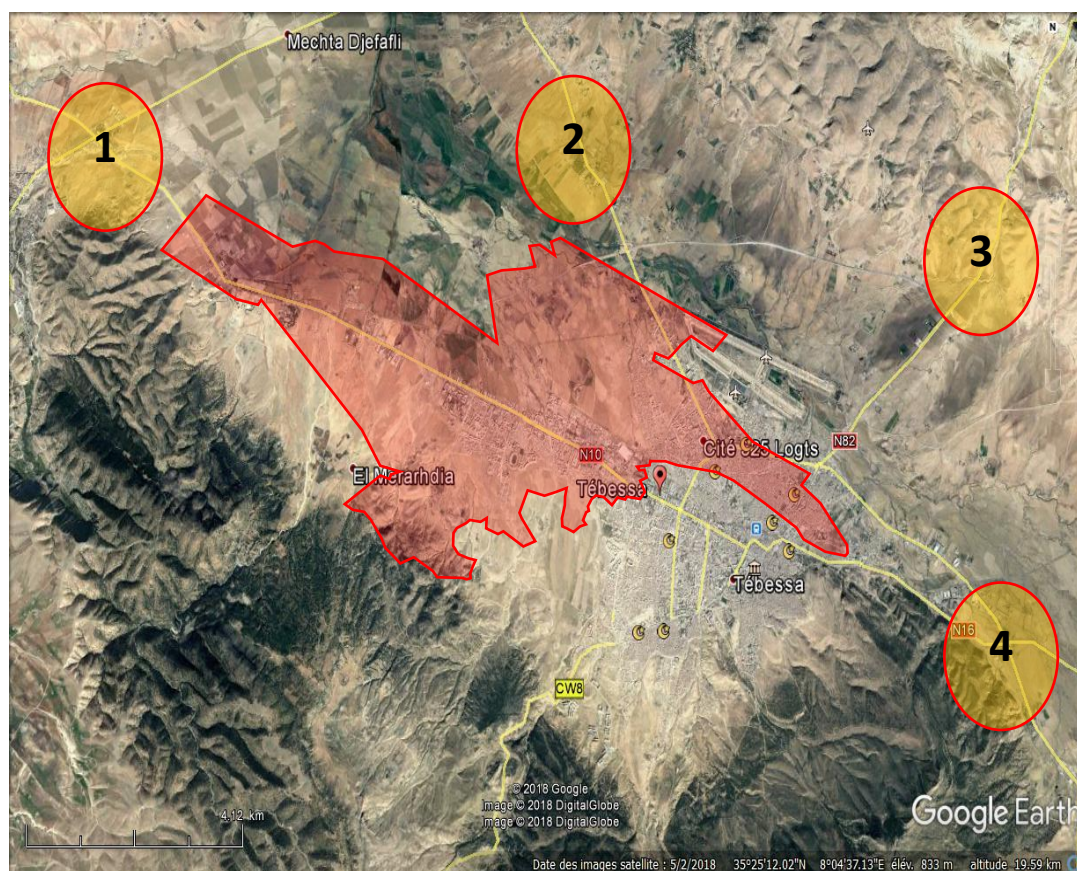 N
Mechta Djefafli
1
2
3
N82
Cité 325 Logts
N10
El Merarhdia
Tébessa
Tébessa
N16
4
CW8
© 2018 Google
Image © 2018 DigitalGlobe
Image © 2018 DigitalGlobe
4.12 km
Google Earth
Date des images satellite : 5/2/2018 35°25'12.02"N 8°04'37.13"E élév. 833 m altitude 19.59 km